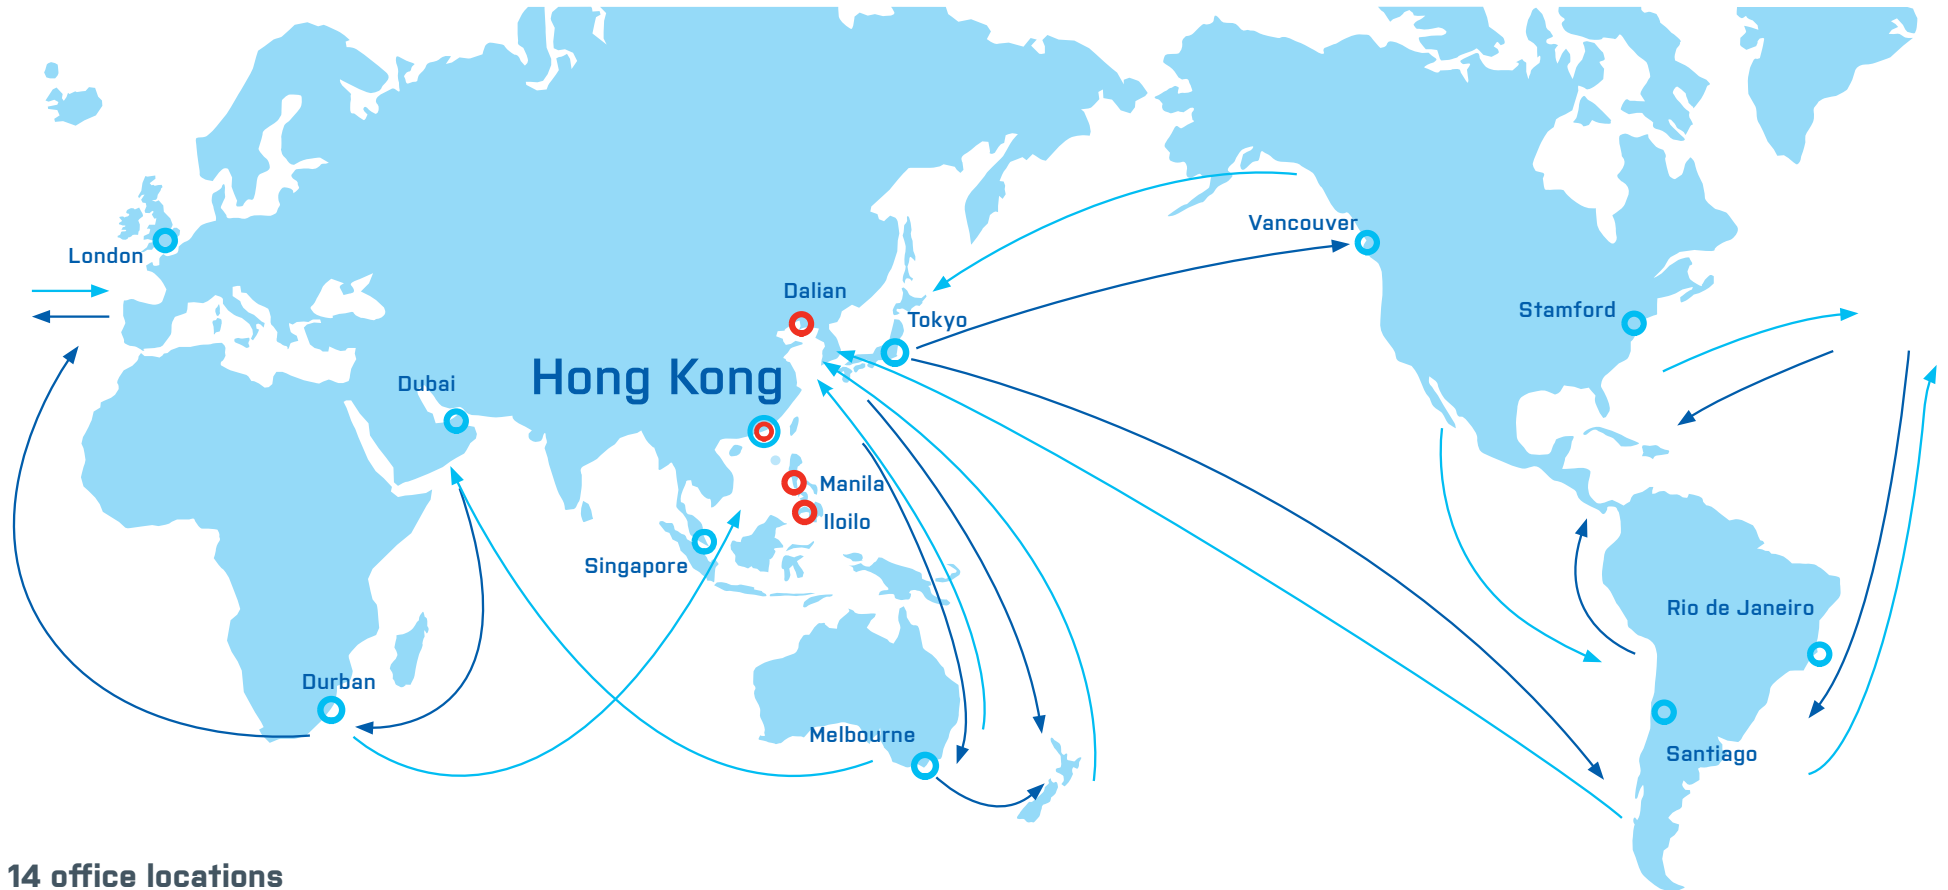 Vancouver
London
Dalian
Stamford
Tokyo
Hong Kong
Dubai
Manila
Iloilo
Singapore
Rio de Janeiro
Durban
Melbourne
Santiago
14 office locations